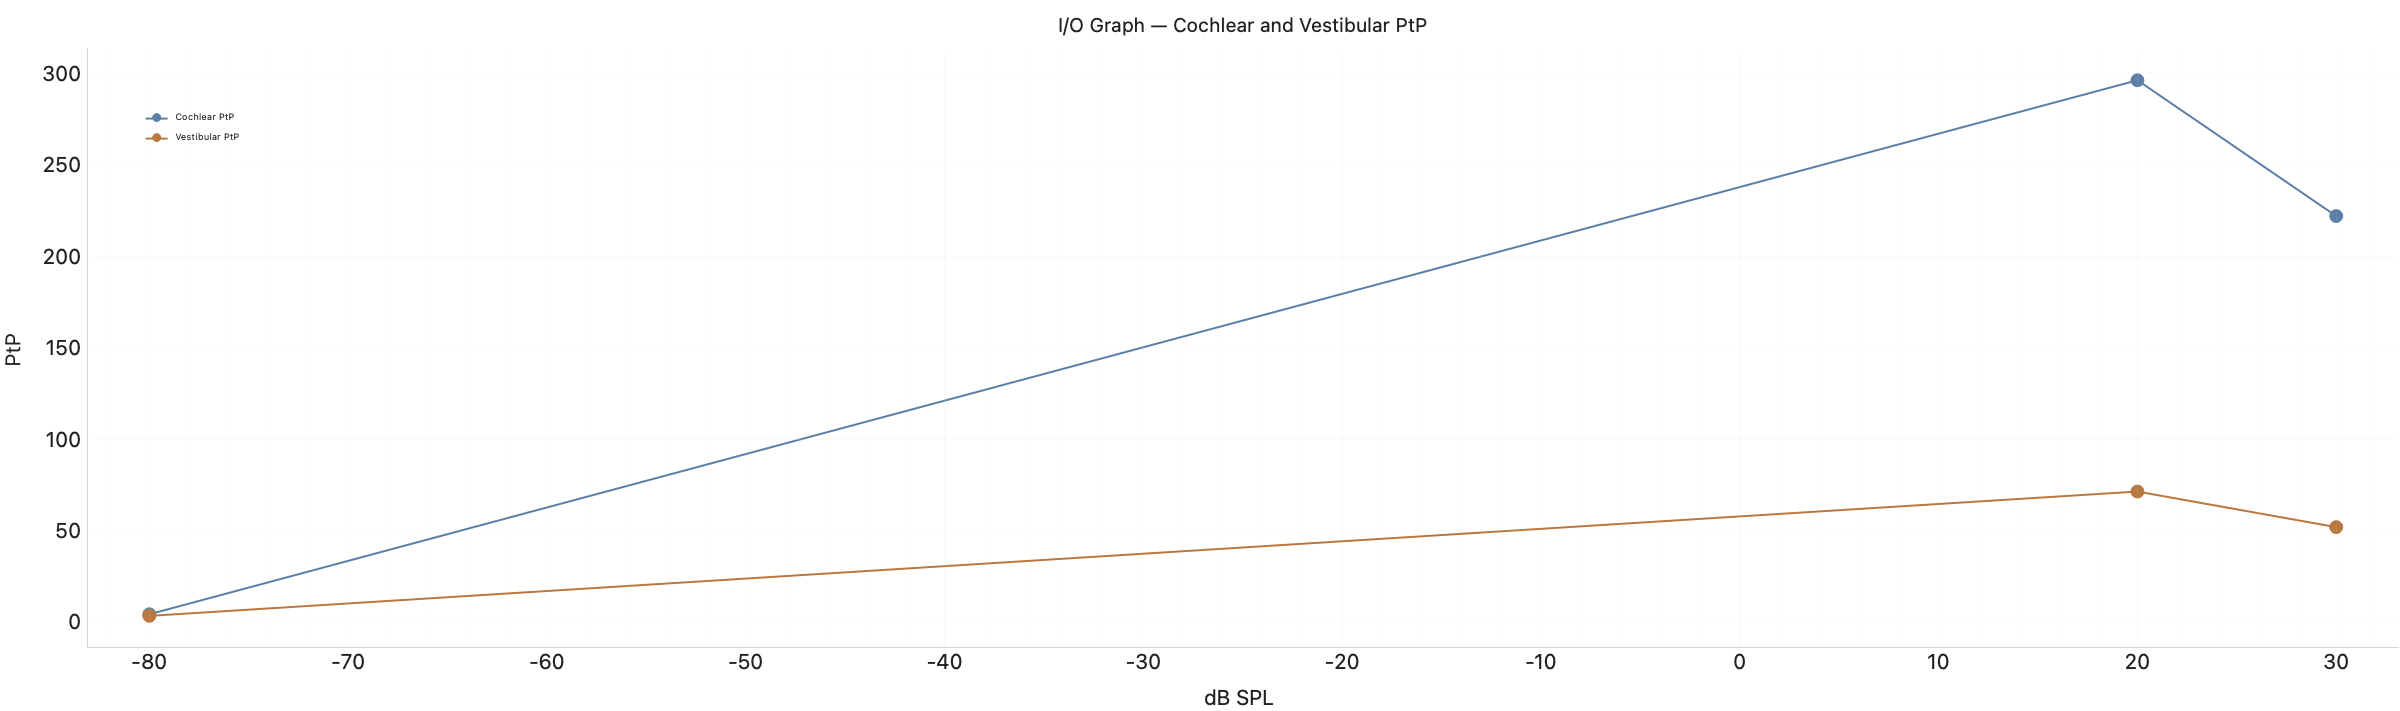 I/O Graph — Cochlear and Vestibular PtP
300
Cochlear PtP
Vestibular PtP
250
200
150
100
50
0
PtP
-80 -70 -60 -50 -40 -30 -20 -10 0 10 20 30
dB SPL